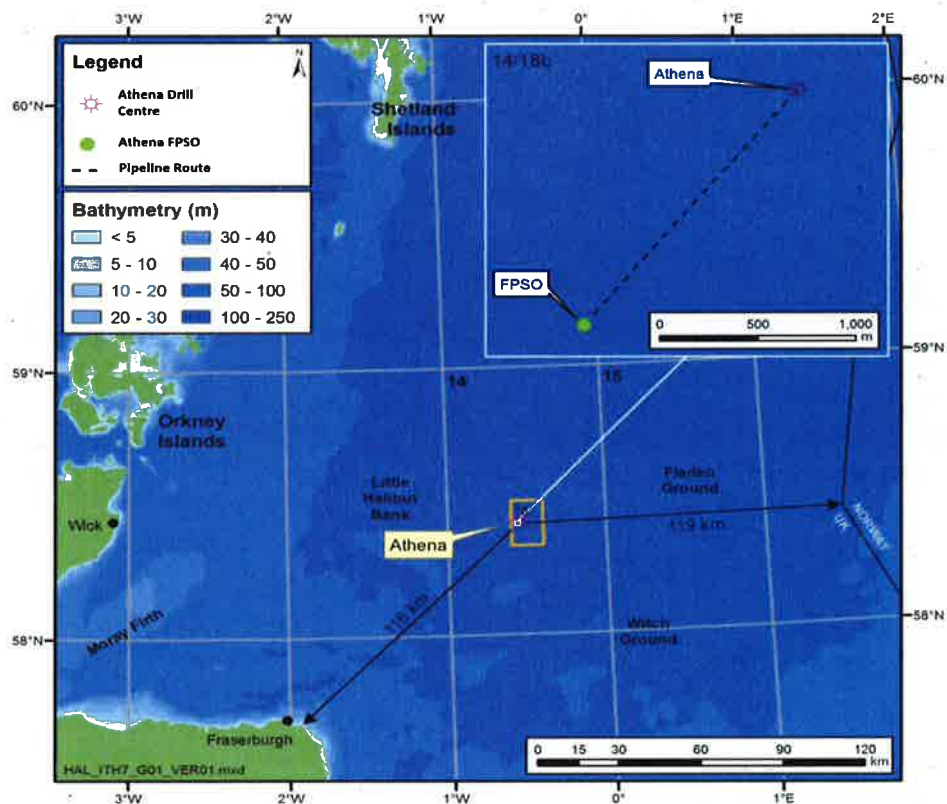 3°W 2°W 1°W 0° 1°E 2°E
Legend
N
Athena Drill
Centre
Athena FPSO
Pipeline Route
Bathymetry (m)
< 5
5 - 10
10 - 20
20 - 30
30 - 40
40 - 50
50 - 100
100 - 250
14/18b
Athena
FPSO
0 500 1,000
m
60°N
60°N
Shetland
Islands
59°N
59°N
14
15
Orkney
Islands
Little
Halibut
Bank
Fladen
Ground
Wick
Athena
119 km
NORWAY
UK
116 km
Moray Firth
58°N
58°N
Witch
Ground
Fraserburgh
0 15 30 60 90 120
km
HAL_ITH7_G01_VER01.mxd
3°W 2°W 1°W 0° 1°E